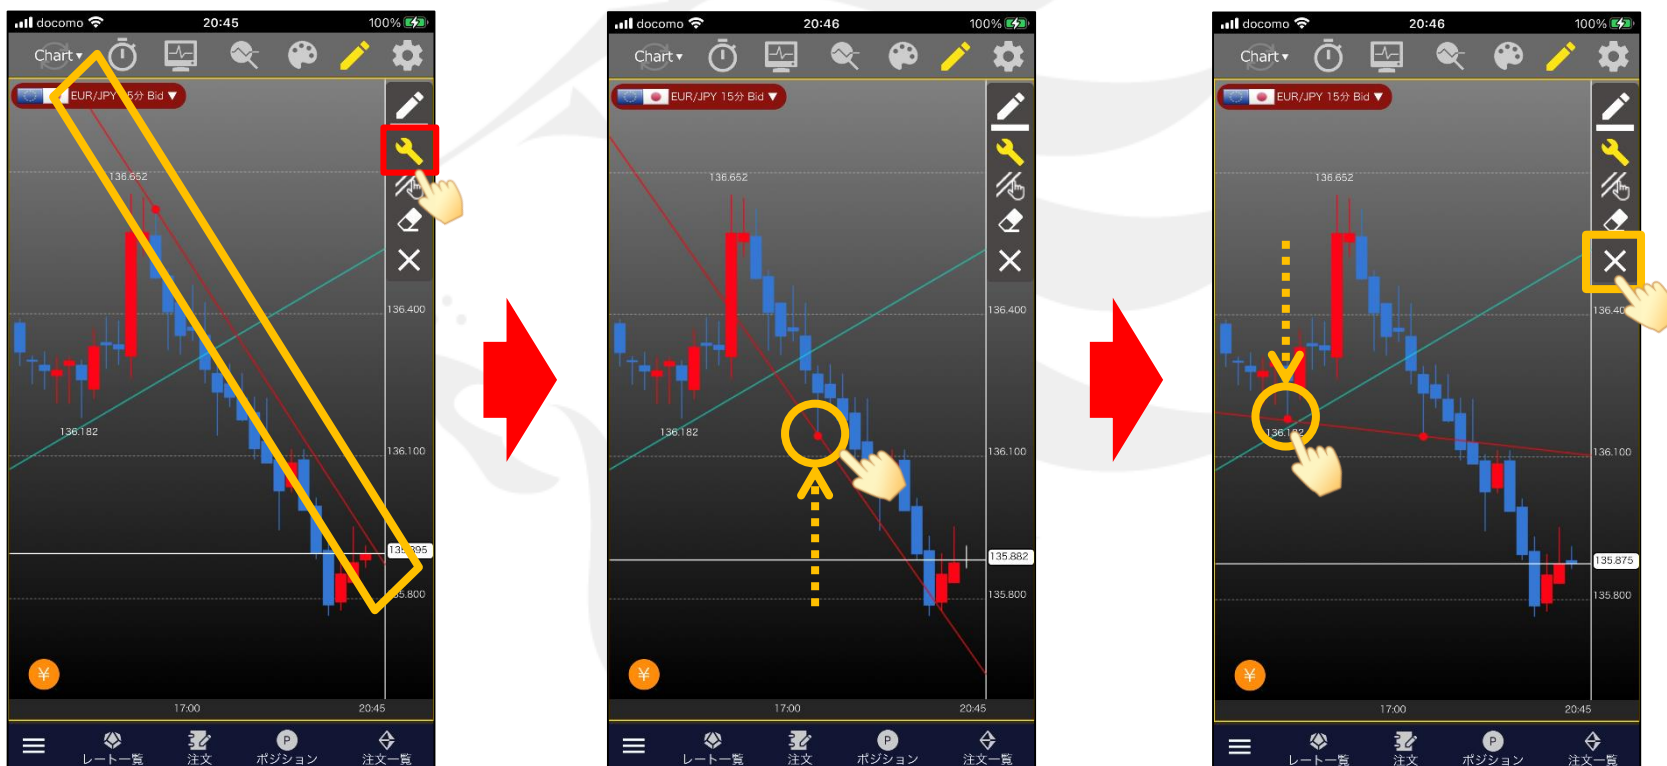 docomo 20:45 100%
Chart
EUR/JPY 15分 Bid ▼
136.652
136.400
136.182
136.100
135.895
135.800
¥
17:00 20:45
レート一覧 注文 P ポジション 注文一覧
docomo 20:46 100%
Chart
EUR/JPY 15分 Bid ▼
136.652
136.400
136.182
136.100
135.882
135.800
¥
17:00 20:45
レート一覧 注文 P ポジション 注文一覧
docomo 20:46 100%
Chart
EUR/JPY 15分 Bid ▼
136.652
136.400
136.182
136.100
135.875
135.800
¥
17:00 20:45
レート一覧 注文 P ポジション 注文一覧